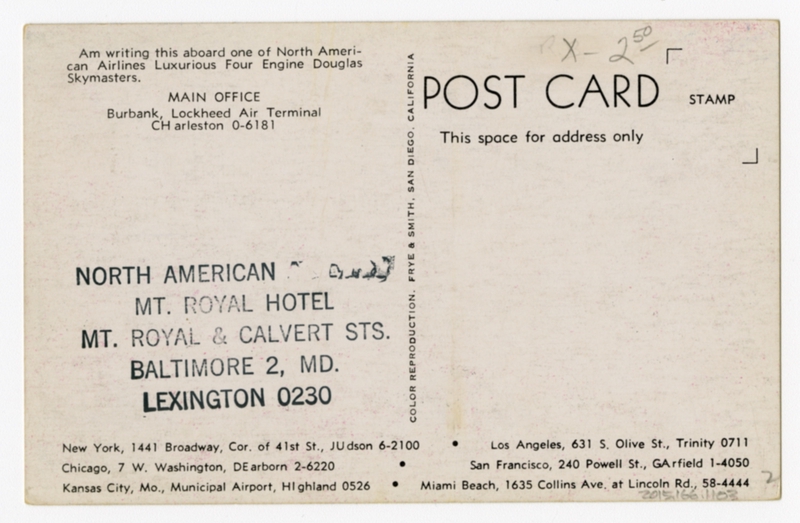 Am writing this aboard one of North Ameri-
can Airlines Luxurious Four Engine Douglas
Skymasters.
MAIN OFFICE
Burbank, Lockheed Air Terminal
CHarleston 0-6181
NORTH AMERICAN
MT. ROYAL HOTEL
MT. ROYAL & CALVERT STS.
BALTIMORE 2, MD.
LEXINGTON 0230
COLOR REPRODUCTION. FRYE & SMITH, SAN DIEGO, CALIFORNIA
X - 2 50
POST CARD
STAMP
This space for address only
New York, 1441 Broadway, Cor. of 41st St., JUdson 6-2100 • Los Angeles, 631 S. Olive St., Trinity 0711
Chicago, 7 W. Washington, DEarborn 2-6220 • San Francisco, 240 Powell St., GArfield 1-4050
Kansas City, Mo., Municipal Airport, HIghland 0526 • Miami Beach, 1635 Collins Ave. at Lincoln Rd., 58-4444
2
2015.166.1103